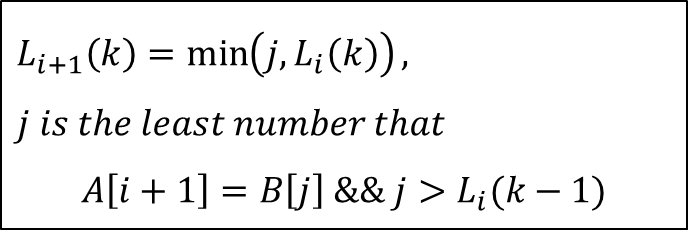 L_{i+1}(k) = min(j, L_i(k)),
j is the least number that
A[i + 1] = B[j] && j > L_i(k − 1)